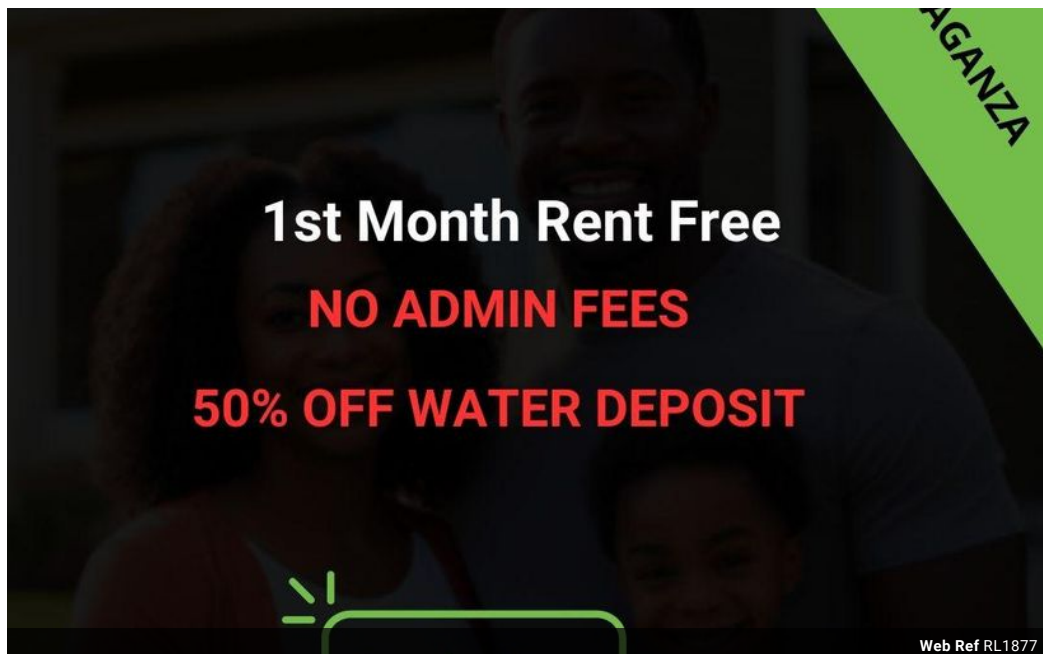 AGANZA
1st Month Rent Free
NO ADMIN FEES
50% OFF WATER DEPOSIT
Web Ref RL1877